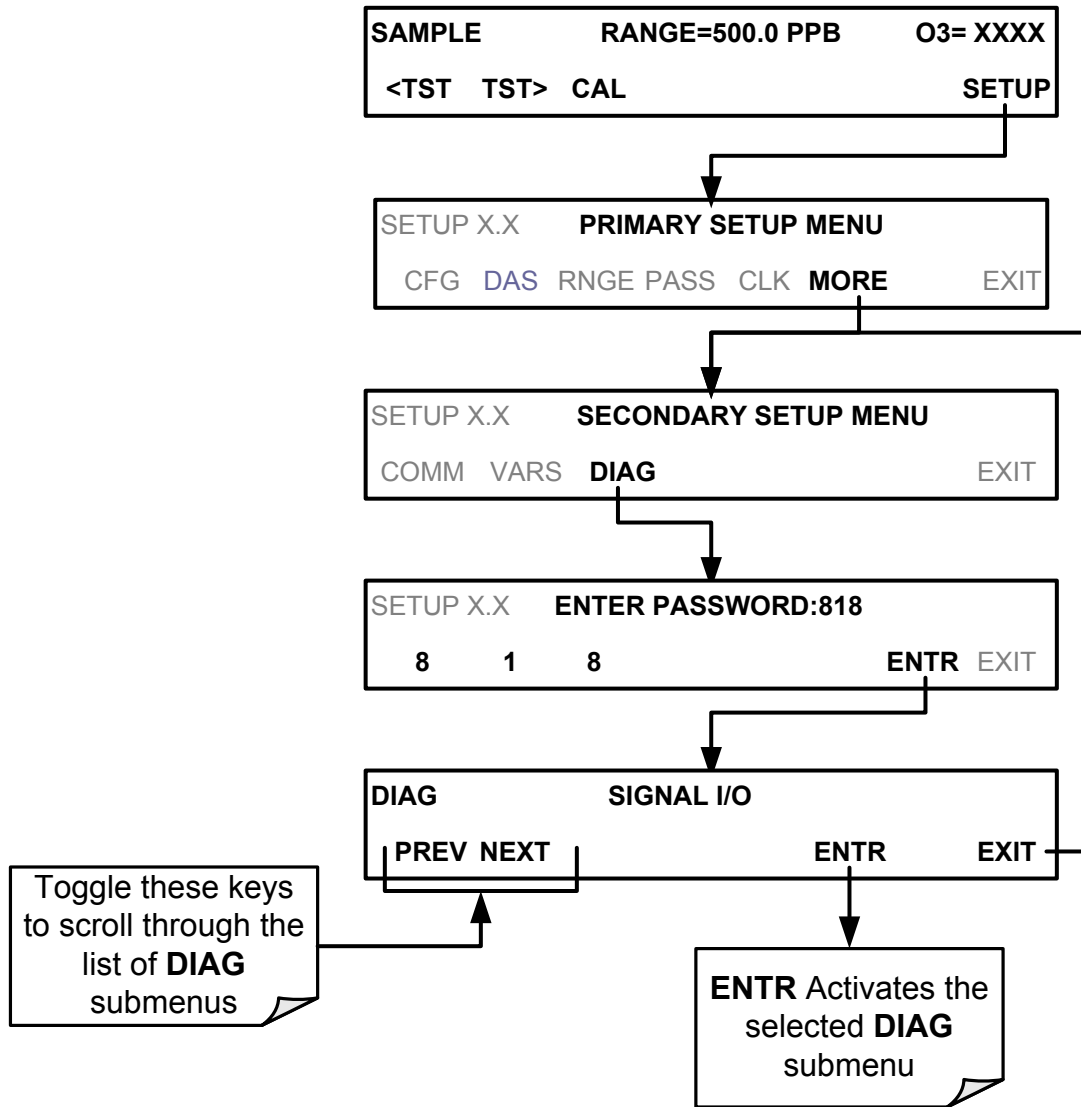 SAMPLE RANGE=500.0 PPB O3= XXXX
<TST TST> CAL SETUP
SETUP X.X PRIMARY SETUP MENU
CFG DAS RNGE PASS CLK MORE EXIT
SETUP X.X SECONDARY SETUP MENU
COMM VARS DIAG EXIT
SETUP X.X ENTER PASSWORD:818
8 1 8 ENTR EXIT
DIAG SIGNAL I/O
PREV NEXT ENTR EXIT
Toggle these keys
to scroll through the
list of DIAG
submenus
ENTR Activates the
selected DIAG
submenu